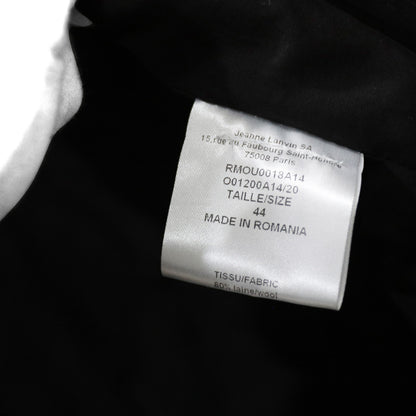 Jeanne Lanvin SA
15, rue du Faubourg Saint-Honoré
75008 Paris
RMOU0018A14
O01200A14/20
TAILLE/SIZE
44
MADE IN ROMANIA
TISSU/FABRIC
80% laine/wool